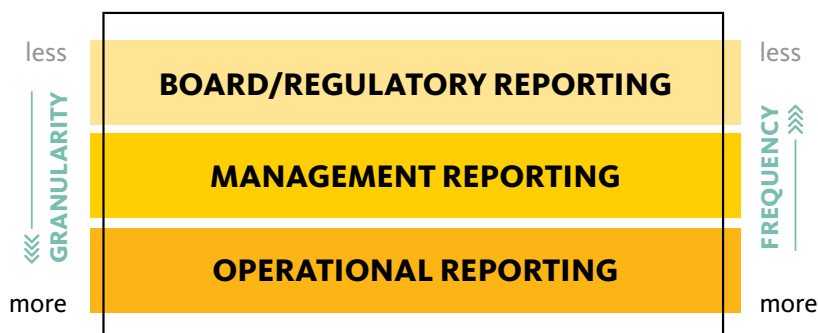 less
less
BOARD/REGULATORY REPORTING
GRANULARITY
FREQUENCY
MANAGEMENT REPORTING
OPERATIONAL REPORTING
more
more